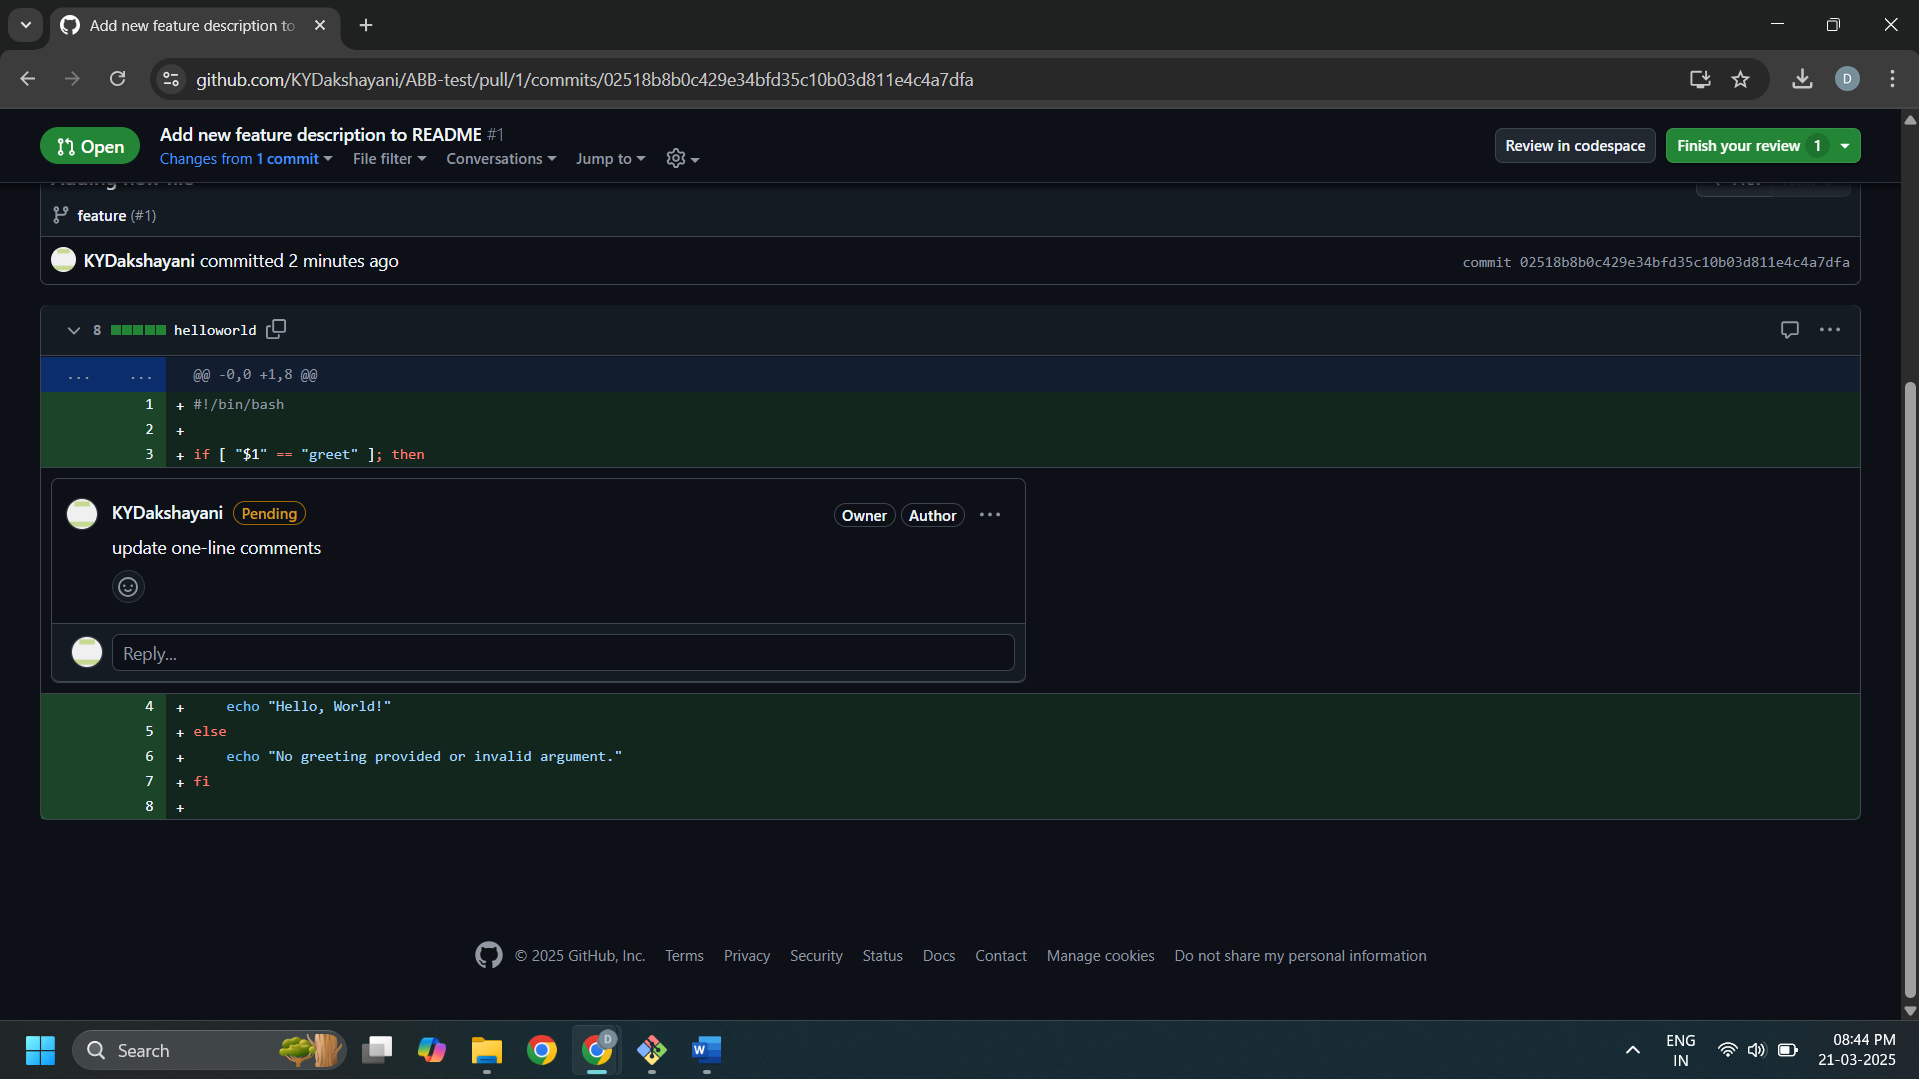 Add new feature description to
github.com/KYDakshayani/ABB-test/pull/1/commits/02518b8b0c429e34bfd35c10b03d811e4c4a7dfa
D
Open
Add new feature description to README #1
Changes from 1 commit
File filter
Conversations
Jump to
Review in codespace
Finish your review 1
feature (#1)
KYDakshayani committed 2 minutes ago
commit 02518b8b0c429e34bfd35c10b03d811e4c4a7dfa
8 helloworld
... ... @@ -0,0 +1,8 @@
1 + #!/bin/bash
2 +
3 + if [ "$1" == "greet" ]; then
KYDakshayani Pending
Owner Author
update one-line comments
Reply...
4 + echo "Hello, World!"
5 + else
6 + echo "No greeting provided or invalid argument."
7 + fi
8 +
© 2025 GitHub, Inc. Terms Privacy Security Status Docs Contact Manage cookies Do not share my personal information
Search
D
W
ENG
IN
08:44 PM
21-03-2025